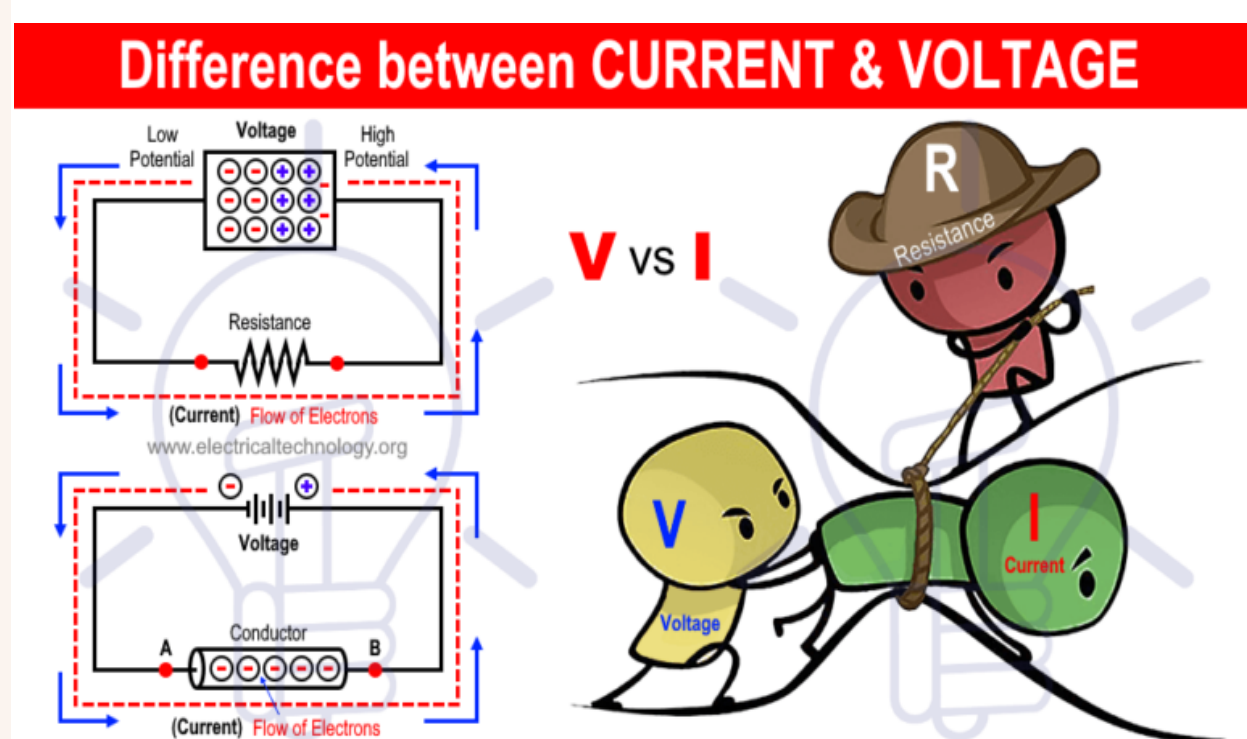 Difference between CURRENT & VOLTAGE
Low
Potential
Voltage
High
Potential
Resistance
(Current) Flow of Electrons
www.electricaltechnology.org
Voltage
Conductor
A
B
(Current) Flow of Electrons
V vs I
R
Resistance
V
Voltage
I
Current